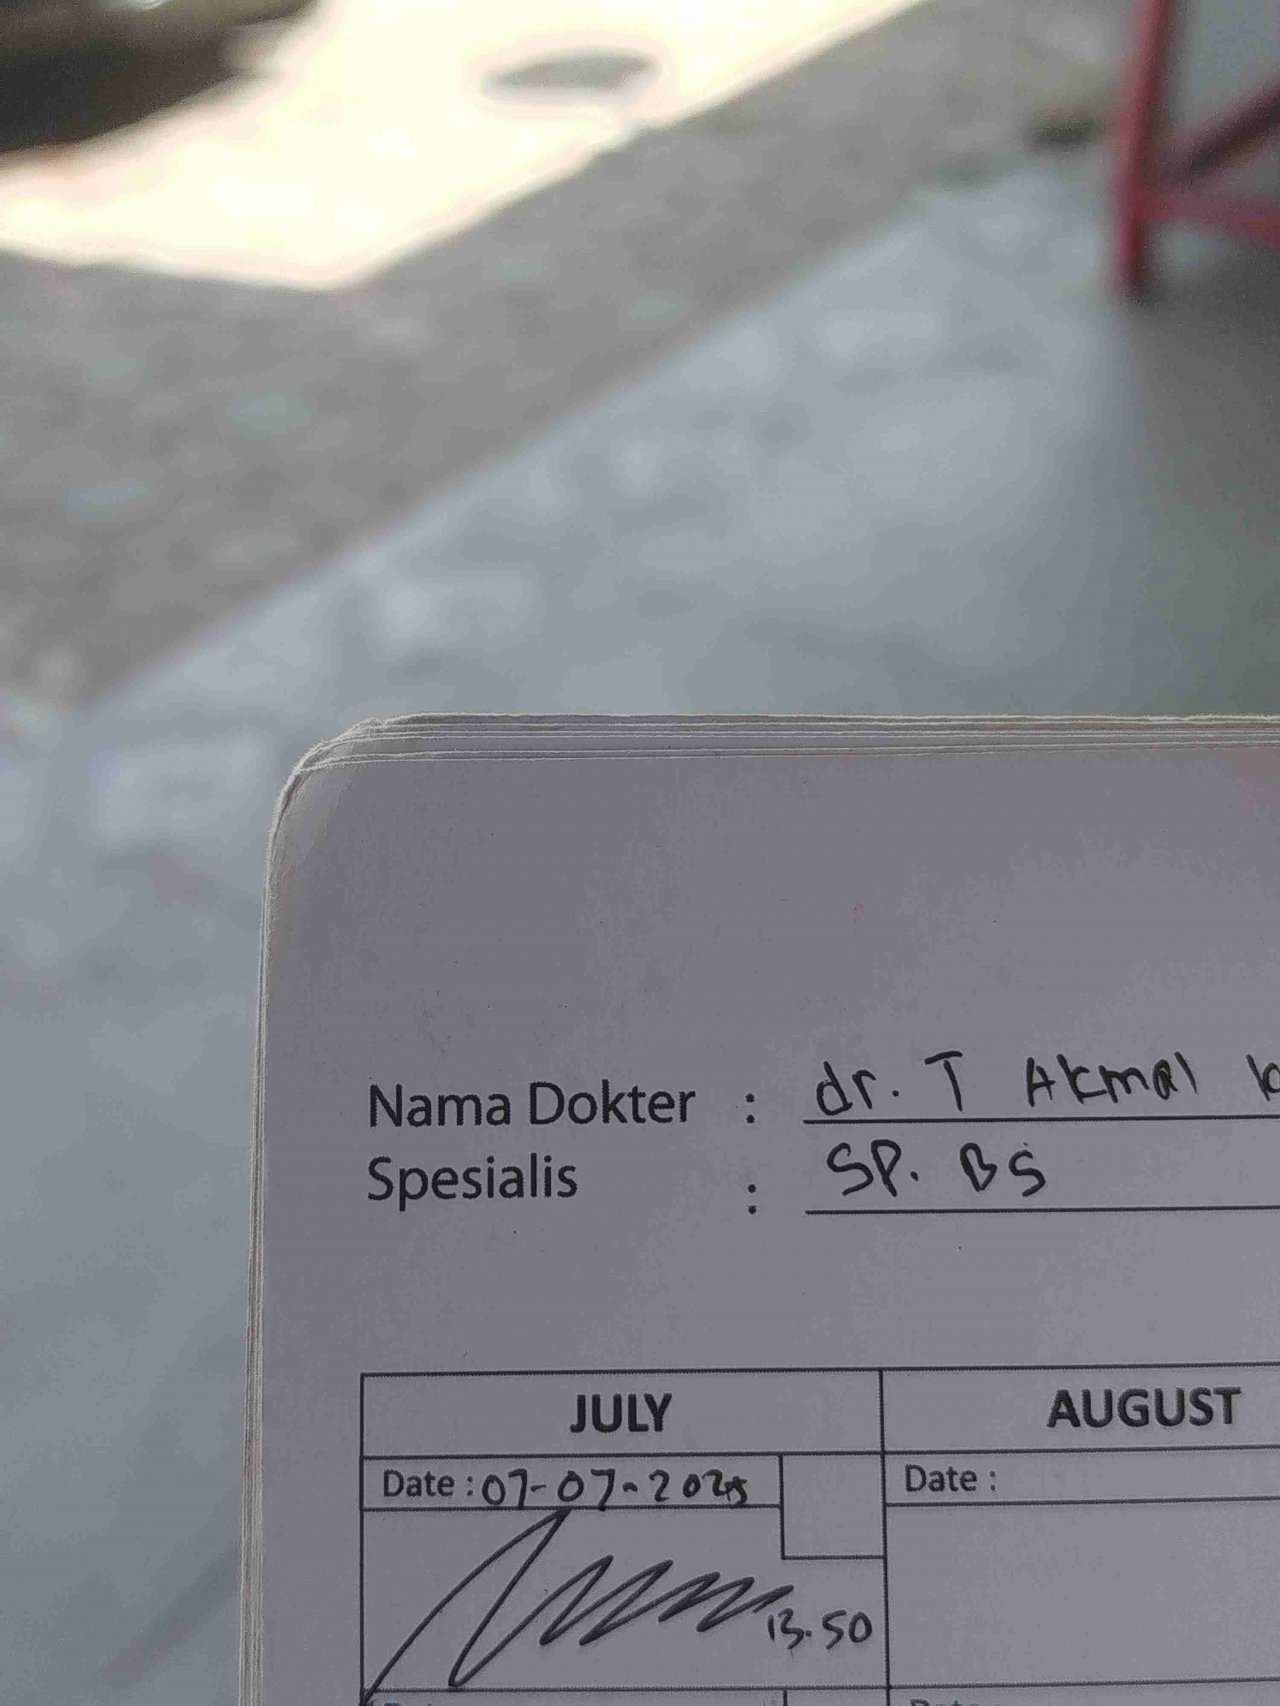 Nama Dokter : dr. T Akmal
Spesialis : SP. BS
JULY AUGUST
Date : 07-07-2025 Date :
13.50